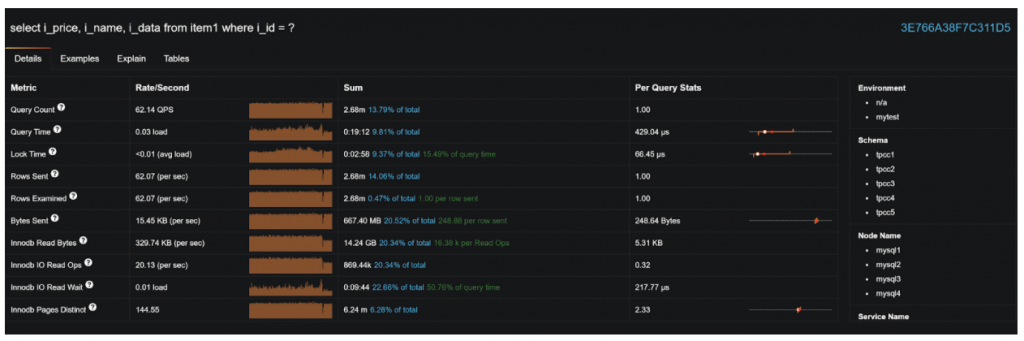 select i_price, i_name, i_data from item1 where i_id = ?
3E766A38F7C311D5
Details Examples Explain Tables
Metric Rate/Second Sum Per Query Stats
Query Count ? 62.14 QPS 2.68m 13.79% of total 1.00
Query Time ? 0.03 load 0:19:12 9.81% of total 429.04 µs
Lock Time ? <0.01 (avg load) 0:02:58 9.37% of total 15.49% of query time 66.45 µs
Rows Sent ? 62.07 (per sec) 2.68m 14.06% of total 1.00
Rows Examined ? 62.07 (per sec) 2.68m 0.47% of total 1.00 per row sent 1.00
Bytes Sent ? 15.45 KB (per sec) 667.40 MB 20.52% of total 248.88 per row sent 248.64 Bytes
Innodb Read Bytes ? 329.74 KB (per sec) 14.24 GB 20.34% of total 16.38 k per Read Ops 5.31 KB
Innodb IO Read Ops ? 20.13 (per sec) 869.44k 20.34% of total 0.32
Innodb IO Read Wait ? 0.01 load 0:09:44 22.66% of total 50.76% of query time 217.77 µs
Innodb Pages Distinct ? 144.55 6.24 m 6.28% of total 2.33
Environment
n/a
mytest
Schema
tpcc1
tpcc2
tpcc3
tpcc4
tpcc5
Node Name
mysql1
mysql2
mysql3
mysql4
Service Name